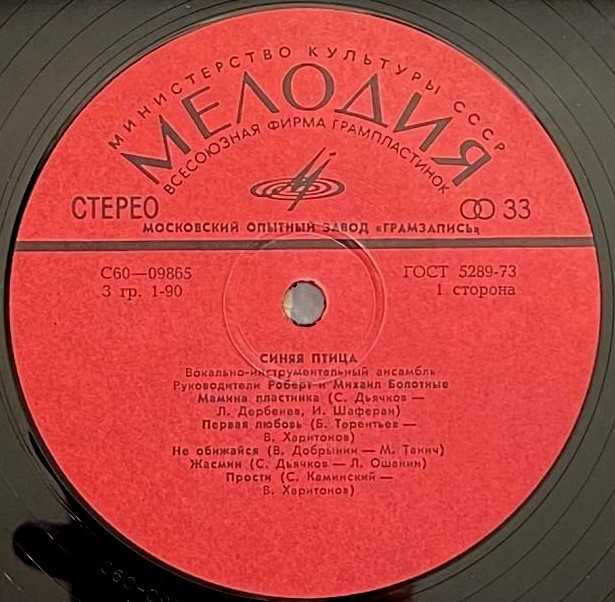 МИНИСТЕРСТВО КУЛЬТУРЫ СССР
МЕЛОДИЯ
ВСЕСОЮЗНАЯ ФИРМА ГРАМПЛАСТИНОК
СТЕРЕО 33
МОСКОВСКИЙ ОПЫТНЫЙ ЗАВОД «ГРАМЗАПИСЬ»
С60—09865 ГОСТ 5289-73
3 гр. 1-90 1 сторона
СИНЯЯ ПТИЦА
Вокально-инструментальный ансамбль
Руководители Роберт и Михаил Болотные
Мамина пластинка (С. Дьячков —
Л. Дербенев, И. Шаферан)
Первая любовь (Б. Терентьев —
В. Харитонов)
Не обижайся (В. Добрынин — М. Танич)
Жасмин (С. Дьячков — Л. Ошанин)
Прости (С. Каминский —
В. Харитонов)